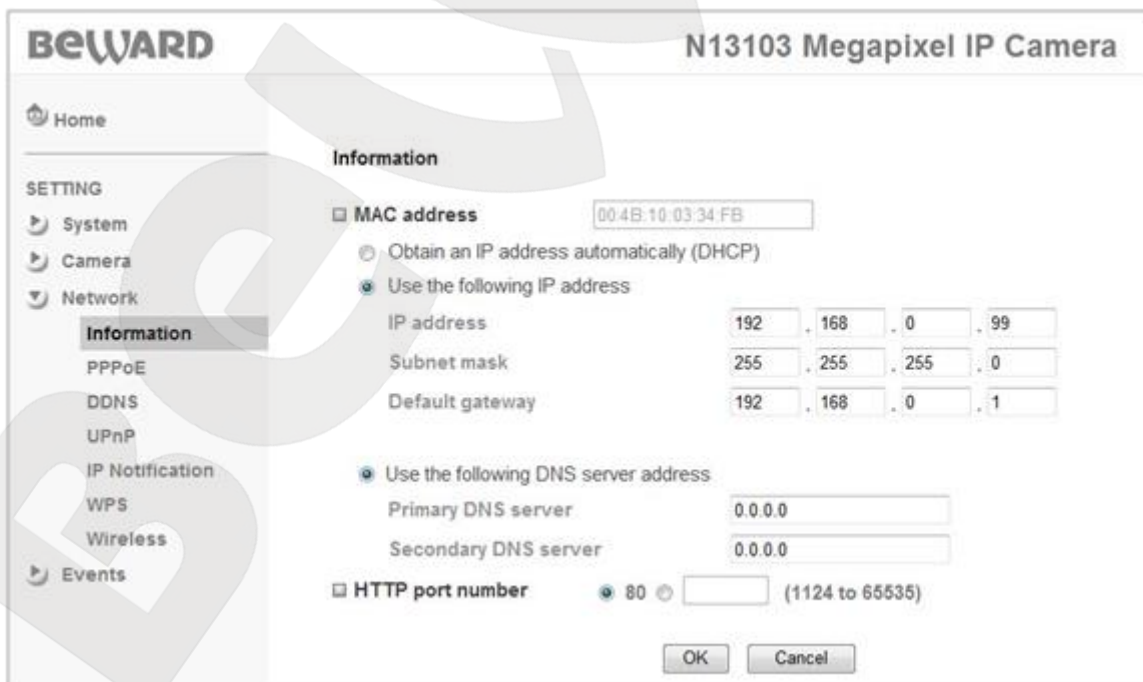 BEWARD
N13103 Megapixel IP Camera
Home
SETTING
System
Camera
Network
Information
PPPoE
DDNS
UPnP
IP Notification
WPS
Wireless
Events
Information
MAC address 00:4B:10:03:34:FB
Obtain an IP address automatically (DHCP)
Use the following IP address
IP address 192 . 168 . 0 . 99
Subnet mask 255 . 255 . 255 . 0
Default gateway 192 . 168 . 0 . 1
Use the following DNS server address
Primary DNS server 0.0.0.0
Secondary DNS server 0.0.0.0
HTTP port number 80 (1124 to 65535)
OK Cancel